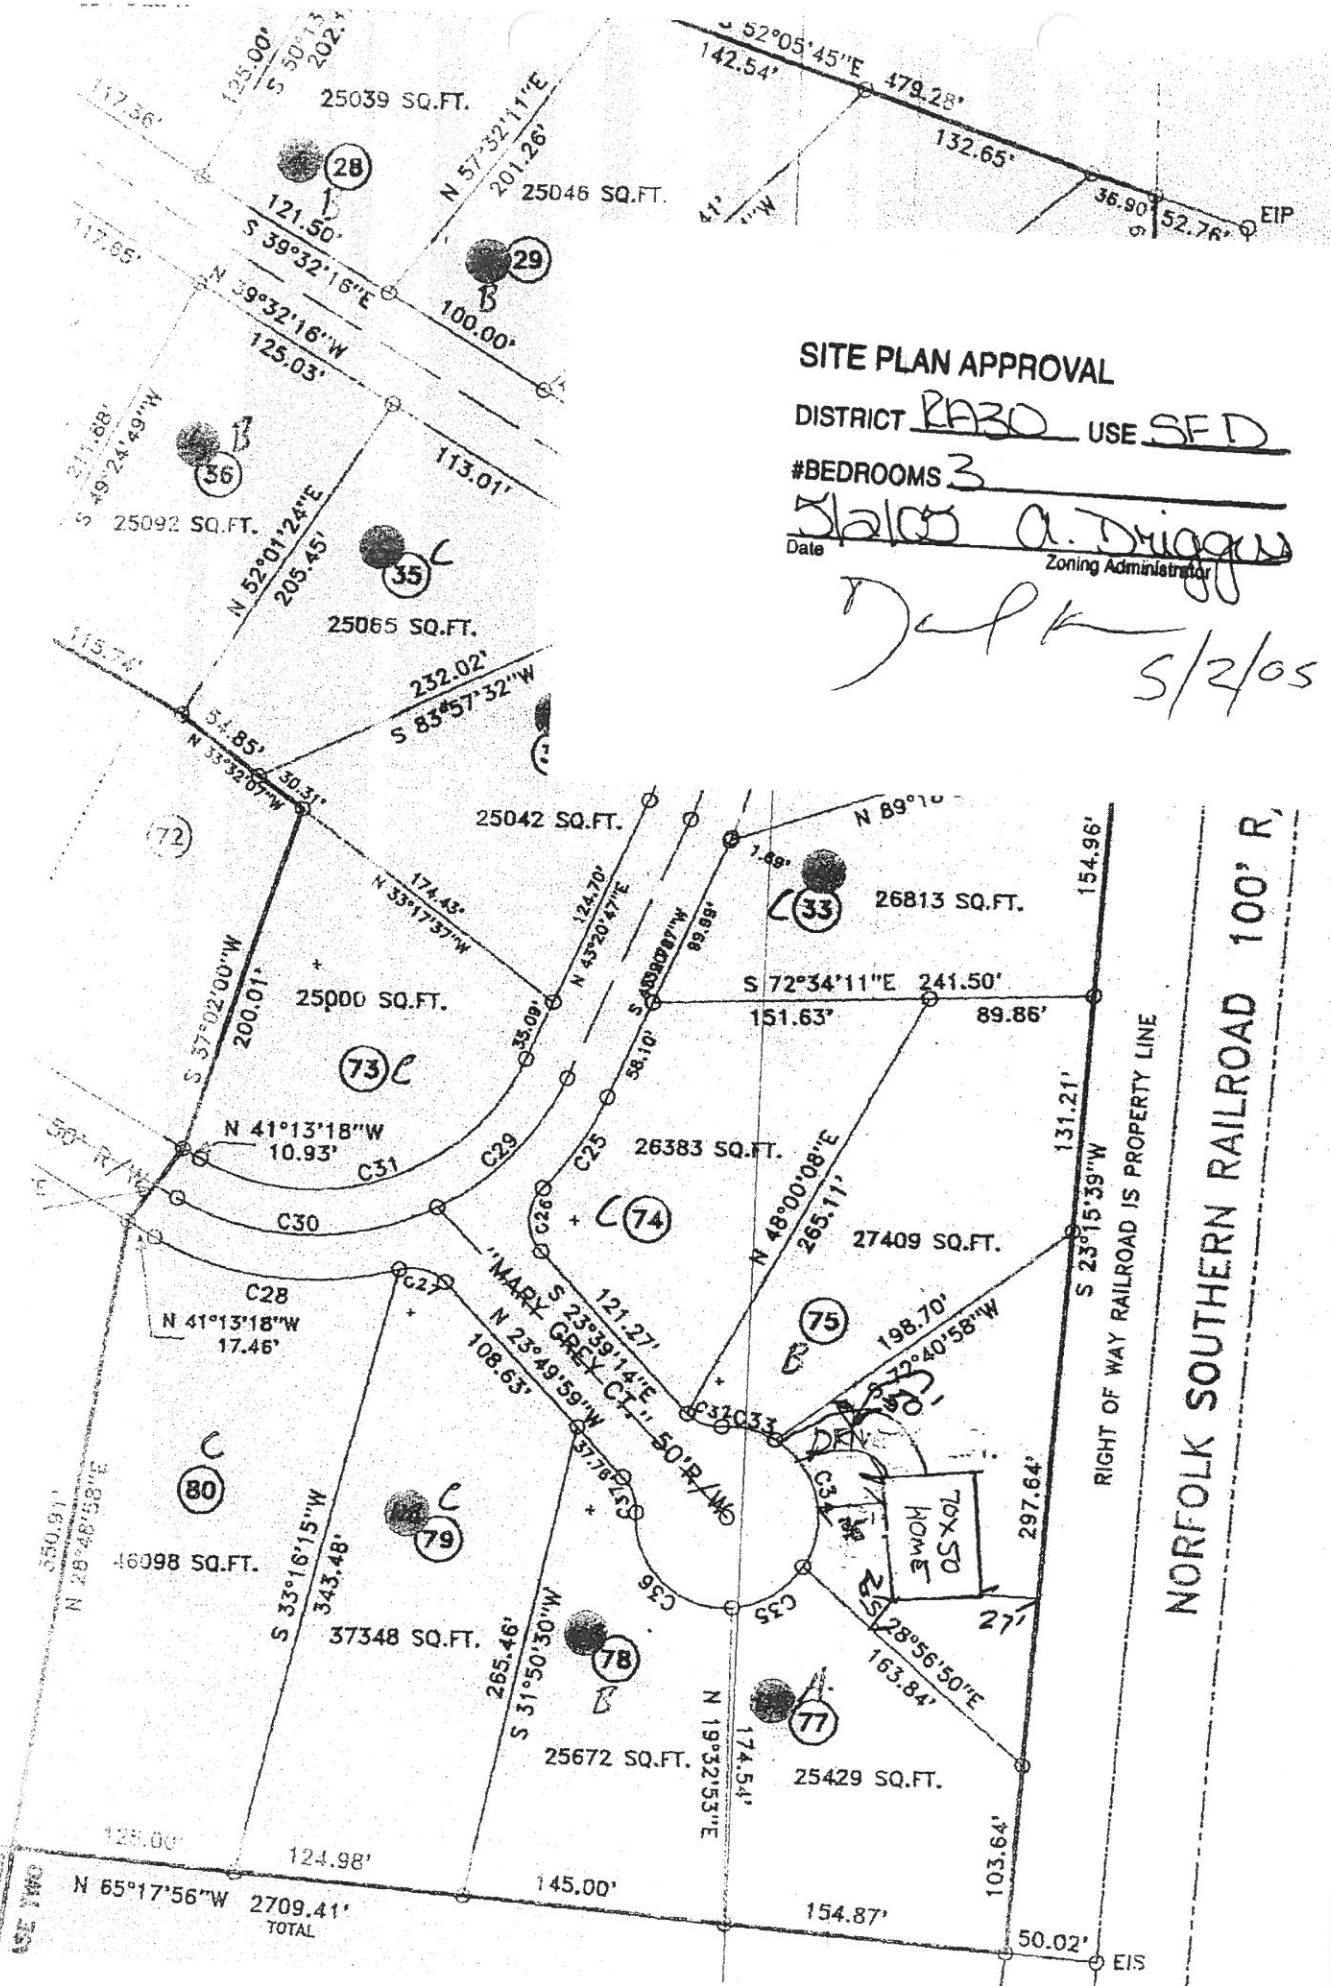 125.00'
S 50°13
117.36'
25039 SQ.FT.
28
B
N 57°32'11"E
201.26'
25046 SQ.FT.
29
B
52°05'45"E
142.54'
479.28'
132.65'
36.90'
52.76'
EIP
41'
"W
121.50'
S 39°32'16"E
100.00'
117.65'
N 39°32'16"W
125.03'
113.01'
49°24'49"W
B
36
25092 SQ.FT.
N 52°01'24"E
205.45'
35
C
25065 SQ.FT.
SITE PLAN APPROVAL
DISTRICT RA30 USE SFD
#BEDROOMS 3
5/2/05 A. Driggus
Date
Zoning Administrator
5/2/05
115.74'
54.85'
N 33°32'07"W
30.31'
232.02'
S 83°57'32"W
72
25042 SQ.FT.
174.43'
N 33°17'37"W
124.70'
N 43°20'47"E
N 89°10
1.69'
C
33
26813 SQ.FT.
89.89'
154.96'
S 37°02'00"W
200.01'
25000 SQ.FT.
73
C
35.09'
58.10'
S 72°34'11"E 241.50'
151.63'
89.86'
50' R/W
N 41°13'18"W
10.93'
C31
C29
C25
C30
C26
26383 SQ.FT.
C
74
N 48°00'08"E
265.11'
27409 SQ.FT.
131.21'
S 23°15'39"W
RIGHT OF WAY RAILROAD IS PROPERTY LINE
NORFOLK SOUTHERN RAILROAD 100' R
C28
C27
N 41°13'18"W
17.46'
"MARY GREY CT." 50'R/W
S 23°39'14"E
121.27'
N 23°49'59"W
108.63'
75
B
198.70'
S 72°40'58"W
C32
C33
C34
50 X 70
HOME
27'
297.64'
C
80
46098 SQ.FT.
350.91'
N 28°48'58"E
S 33°16'15"W
343.48'
C
79
37348 SQ.FT.
37.76'
C37
C36
C35
S 28°56'50"E
163.84'
265.46'
S 31°50'30"W
78
B
25672 SQ.FT.
N 19°32'53"E
174.54'
A
77
25429 SQ.FT.
103.64'
125.00'
124.98'
145.00'
154.87'
50.02'
EIS
N 65°17'56"W 2709.41'
TOTAL
TWO